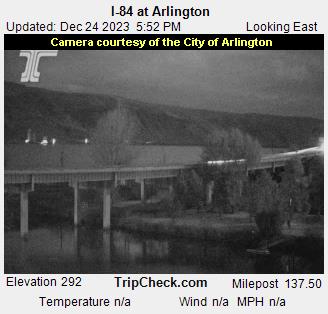 I-84 at Arlington
Updated: Dec 24 2023 5:52 PM Looking East
Camera courtesy of the City of Arlington
Elevation 292 TripCheck.com Milepost 137.50
Temperature n/a Wind n/a MPH n/a